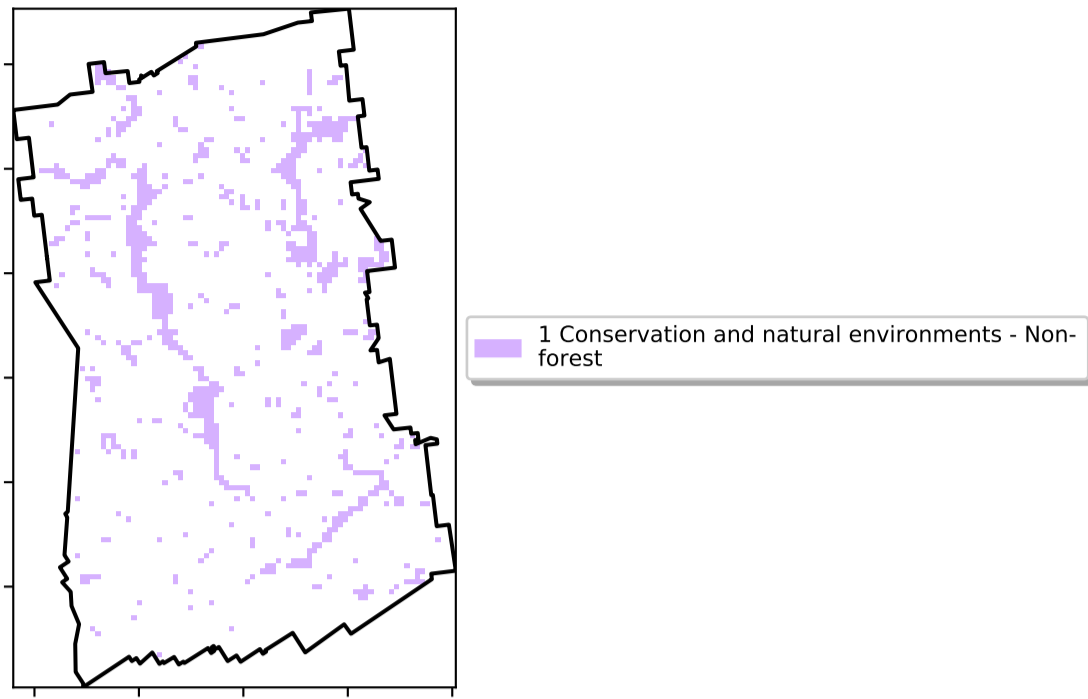 1 Conservation and natural environments - Non-
forest